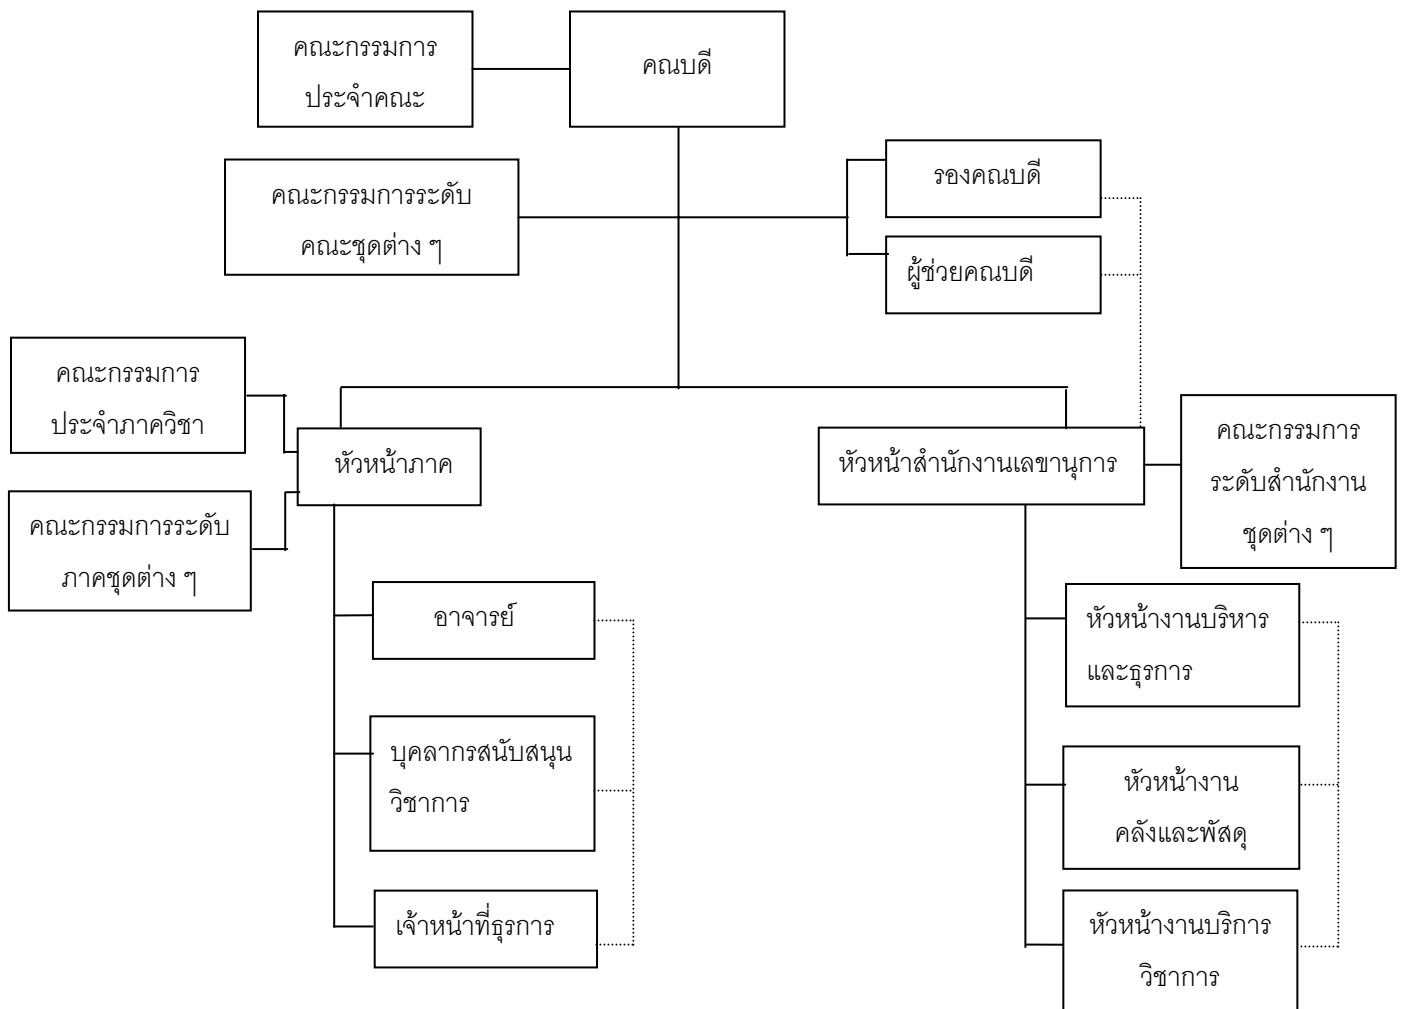 คณะกรรมการ
ประจำคณะ
คณบดี
คณะกรรมการระดับ
คณะชุดต่าง ๆ
รองคณบดี
ผู้ช่วยคณบดี
คณะกรรมการ
ประจำภาควิชา
หัวหน้าภาค
คณะกรรมการระดับ
ภาคชุดต่าง ๆ
หัวหน้าสำนักงานเลขานุการ
คณะกรรมการ
ระดับสำนักงาน
ชุดต่าง ๆ
อาจารย์
บุคลากรสนับสนุน
วิชาการ
เจ้าหน้าที่ธุรการ
หัวหน้างานบริหาร
และธุรการ
หัวหน้างาน
คลังและพัสดุ
หัวหน้างานบริการ
วิชาการ